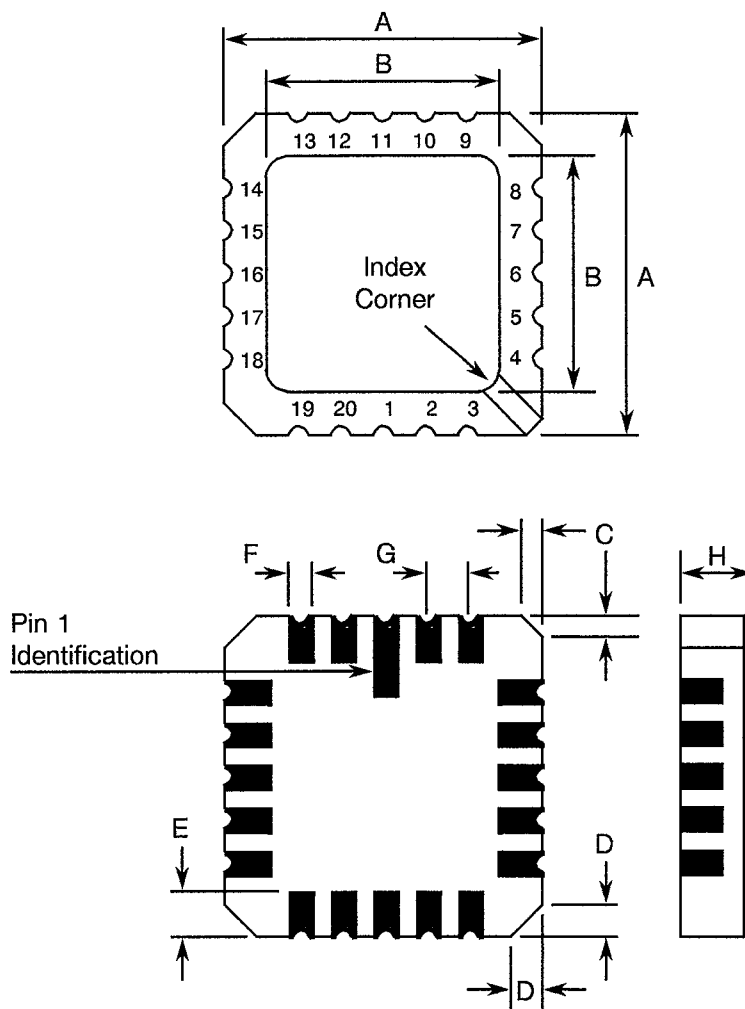 A
B
13 12 11 10 9
14 8
15 7
16 6
17 5
18 4
Index
Corner
B
A
19 20 1 2 3
C
F
G
H
Pin 1
Identification
E
D
D